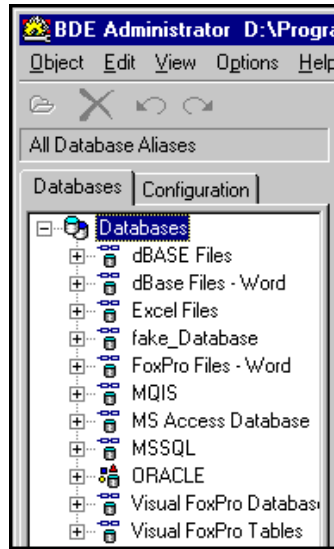 BDE Administrator D:\Progra
Object Edit View Options Help
All Database Aliases
Databases Configuration
Databases
dBASE Files
dBase Files - Word
Excel Files
fake_Database
FoxPro Files - Word
MQIS
MS Access Database
MSSQL
ORACLE
Visual FoxPro Databas
Visual FoxPro Tables